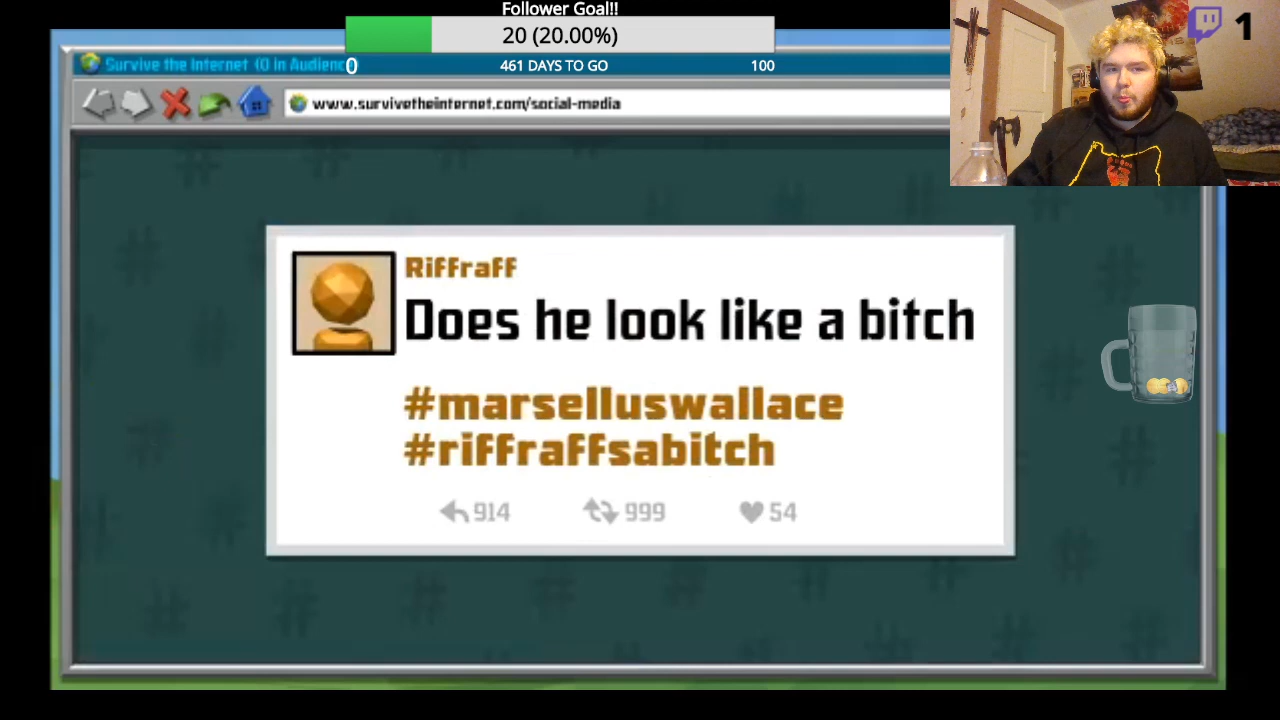 Follower Goal!!
20 (20.00%)
0 461 DAYS TO GO 100
1
Survive the Internet (0 in Audienc
www.survivetheinternet.com/social-media
Riffraff
Does he look like a bitch
#marselluswallace
#riffraffsabitch
914 999 54